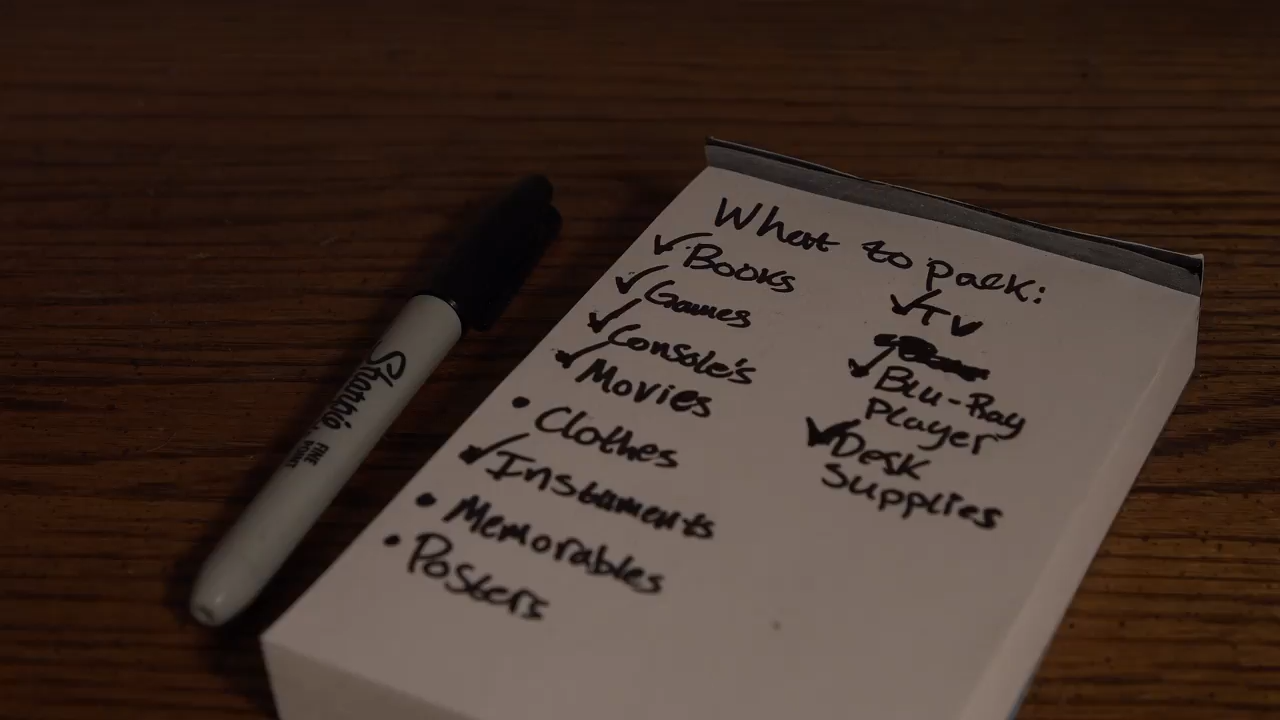 What to pack:
✓ Books
✓ Games
✓ Console's
✓ Movies
• Clothes
✓ Instuments
• Memorables
• Posters
✓ TV
✓ Blu-Ray
Player
✓ Desk
Supplies
Sharpie
FINE
POINT